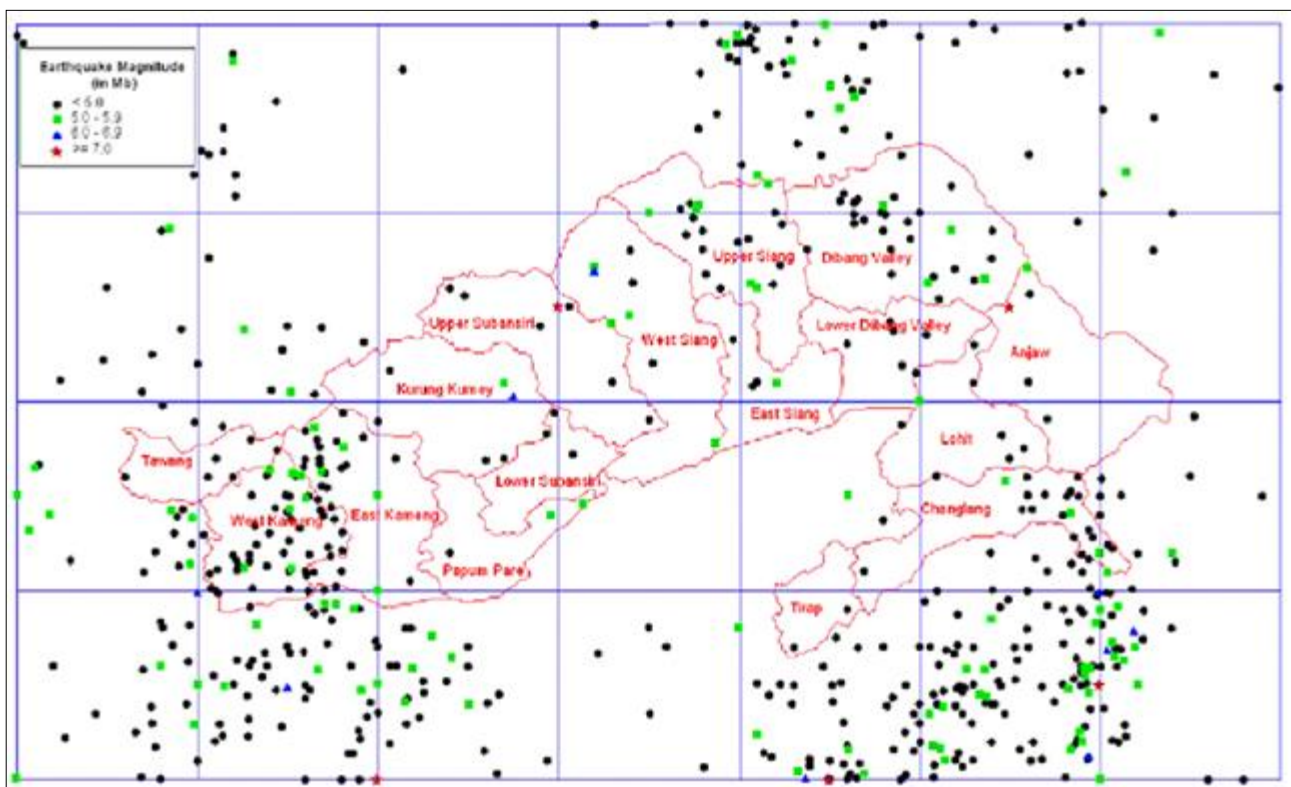 Earthquake Magnitude
(in Mb)
< 5.0
5.0 - 5.9
6.0 - 6.9
>= 7.0
Upper Siang
Dibang Valley
Upper Subansiri
Lower Dibang Valley
West Siang
Anjaw
Kurung Kumey
East Siang
Lohit
Tawang
Lower Subansiri
Changlang
West Kameng
East Kameng
Papum Pare
Tirap